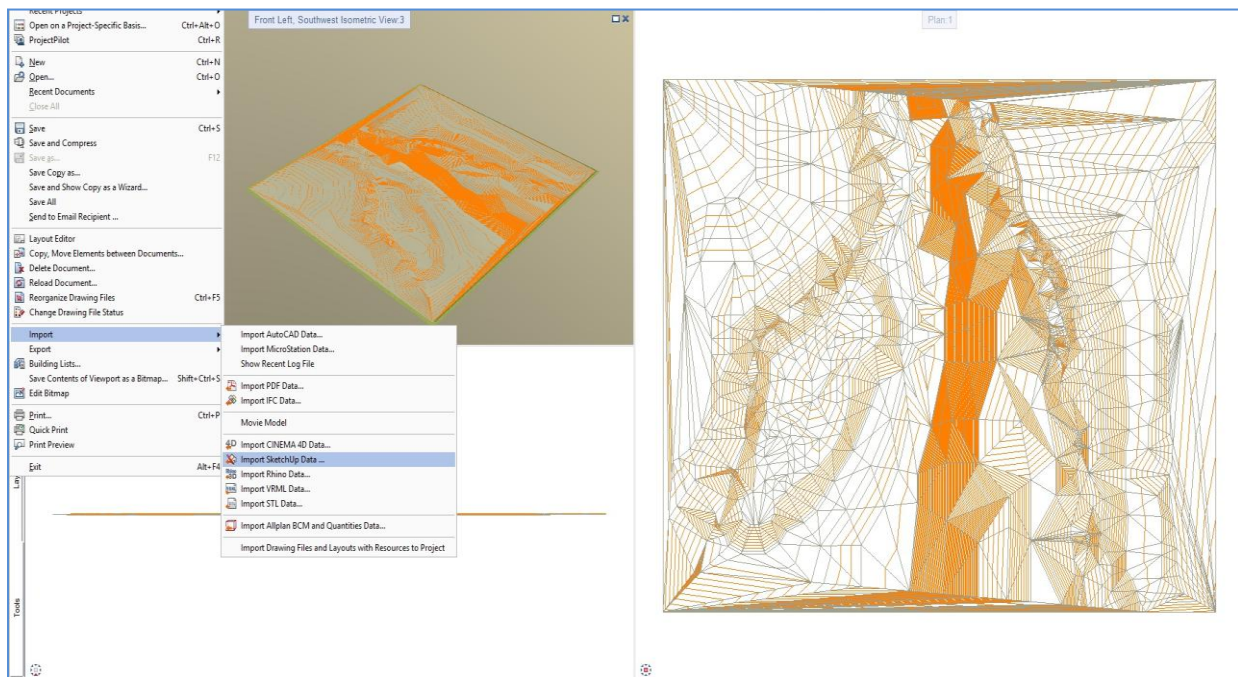 Recent Projects
Open on a Project-Specific Basis... Ctrl+Alt+O
ProjectPilot Ctrl+R
New Ctrl+N
Open... Ctrl+O
Recent Documents
Close All
Save Ctrl+S
Save and Compress
Save as... F12
Save Copy as...
Save and Show Copy as a Wizard...
Save All
Send to Email Recipient ...
Layout Editor
Copy, Move Elements between Documents...
Delete Document...
Reload Document...
Reorganize Drawing Files Ctrl+F5
Change Drawing File Status
Import
Export
Building Lists...
Save Contents of Viewport as a Bitmap... Shift+Ctrl+S
Edit Bitmap
Print... Ctrl+P
Quick Print
Print Preview
Exit Alt+F4
Import AutoCAD Data...
Import MicroStation Data...
Show Recent Log File
Import PDF Data...
Import IFC Data...
Movie Model
Import CINEMA 4D Data...
Import SketchUp Data ...
Import Rhino Data...
Import VRML Data...
Import STL Data...
Import Allplan BCM and Quantities Data...
Import Drawing Files and Layouts with Resources to Project
Lay
Tools
Front Left, Southwest Isometric View:3
Plan:1